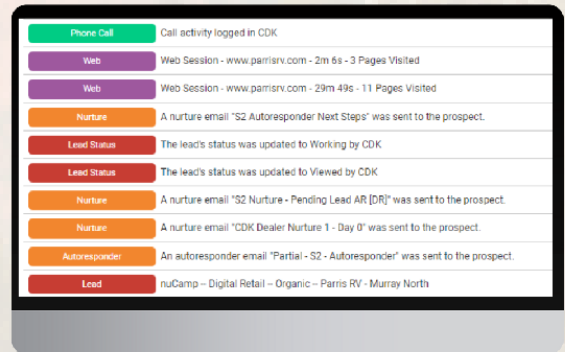 Phone Call Call activity logged in CDK
Web Web Session - www.parrisrv.com - 2m 6s - 3 Pages Visited
Web Web Session - www.parrisrv.com - 29m 49s - 11 Pages Visited
Nurture A nurture email "S2 Autoresponder Next Steps" was sent to the prospect.
Lead Status The lead's status was updated to Working by CDK
Lead Status The lead's status was updated to Viewed by CDK
Nurture A nurture email "S2 Nurture - Pending Lead AR [DR]" was sent to the prospect.
Nurture A nurture email "CDK Dealer Nurture 1 - Day 0" was sent to the prospect.
Autoresponder An autoresponder email "Partial - S2 - Autoresponder" was sent to the prospect.
Lead nuCamp – Digital Retail – Organic – Parris RV - Murray North